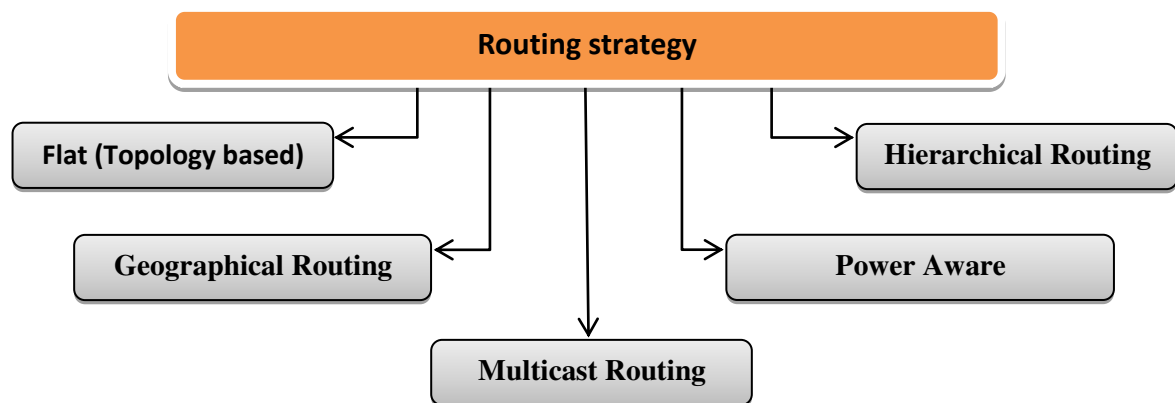 Routing strategy
Flat (Topology based)
Hierarchical Routing
Geographical Routing
Power Aware
Multicast Routing